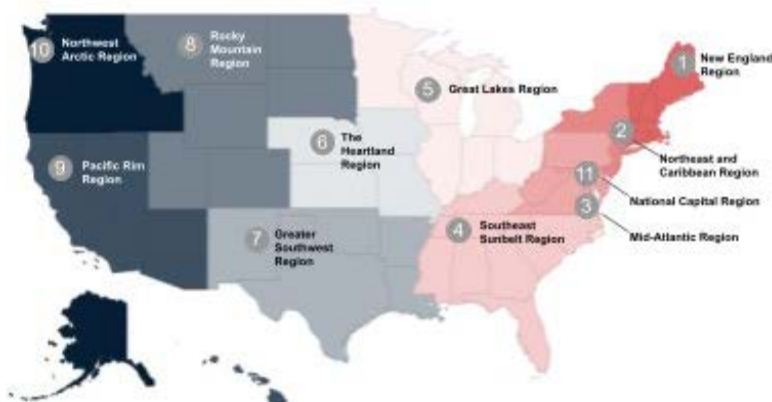 10 Northwest
Arctic Region
8 Rocky
Mountain
Region
1 New England
Region
5 Great Lakes Region
6 The
Heartland
Region
2
Northeast and
Caribbean Region
9 Pacific Rim
Region
11
National Capital Region
3
Mid-Atlantic Region
4 Southeast
Sunbelt Region
7 Greater
Southwest
Region